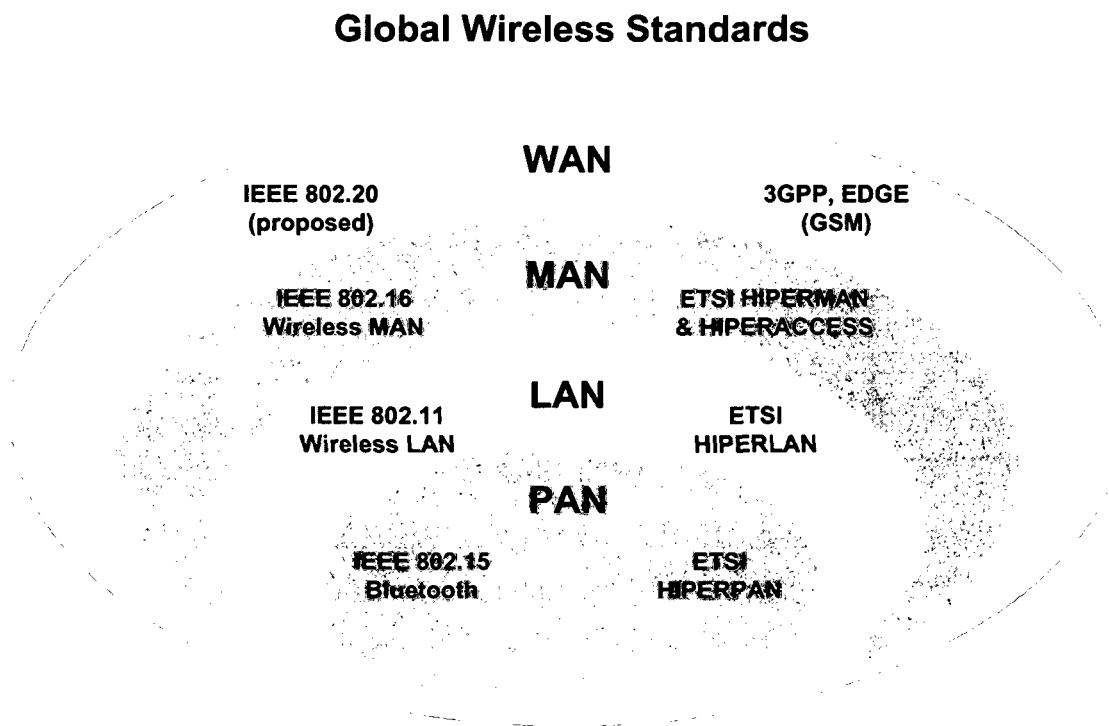 Global Wireless Standards
WAN
IEEE 802.20
(proposed)
3GPP, EDGE
(GSM)
MAN
IEEE 802.16
Wireless MAN
ETSI HIPERMAN
& HIPERACCESS
LAN
IEEE 802.11
Wireless LAN
ETSI
HIPERLAN
PAN
IEEE 802.15
Bluetooth
ETSI
HIPERPAN